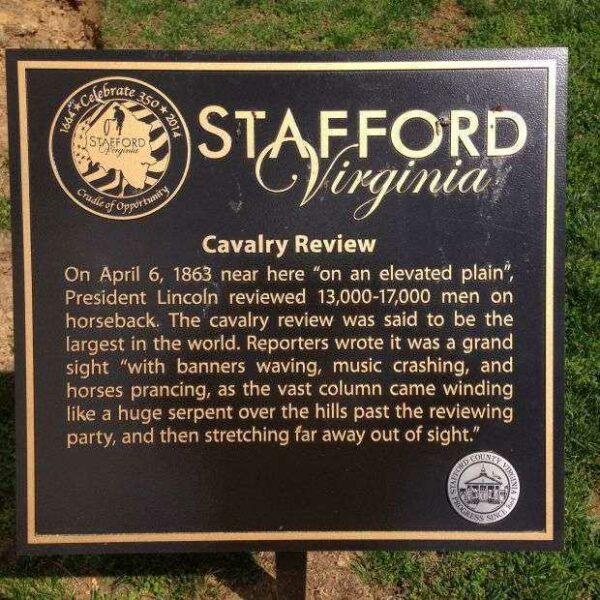 1664 ★ Celebrate 350 ★ 2014
STAFFORD
Virginia
Cradle of Opportunity
STAFFORD
Virginia
Cavalry Review
On April 6, 1863 near here “on an elevated plain”,
President Lincoln reviewed 13,000-17,000 men on
horseback. The cavalry review was said to be the
largest in the world. Reporters wrote it was a grand
sight “with banners waving, music crashing, and
horses prancing, as the vast column came winding
like a huge serpent over the hills past the reviewing
party, and then stretching far away out of sight.”
STAFFORD COUNTY VIRGINIA
PROGRESS SINCE 1664